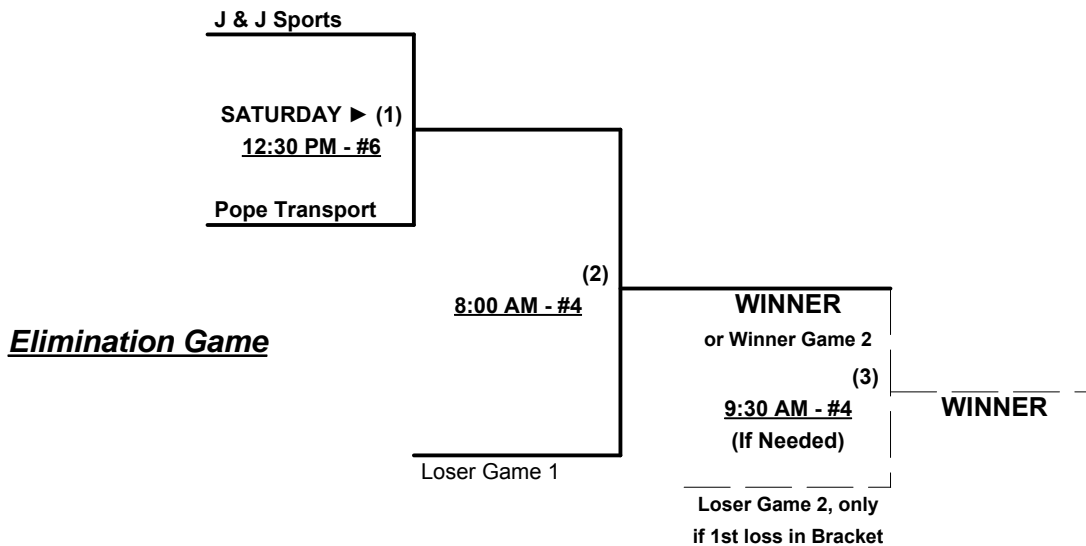 J & J Sports
SATURDAY ► (1)
12:30 PM - #6
Pope Transport
(2)
8:00 AM - #4
WINNER
or Winner Game 2
Elimination Game
(3)
9:30 AM - #4
WINNER
(If Needed)
Loser Game 1
Loser Game 2, only
if 1st loss in Bracket